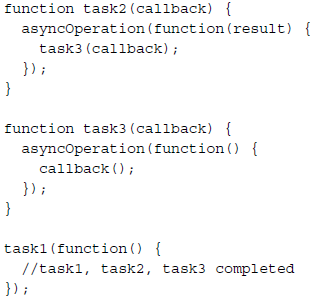 function task2(callback) {
  asyncOperation(function(result) {
    task3(callback);
  });
}

function task3(callback) {
  asyncOperation(function() {
    callback();
  });
}

task1(function() {
  //task1, task2, task3 completed
});